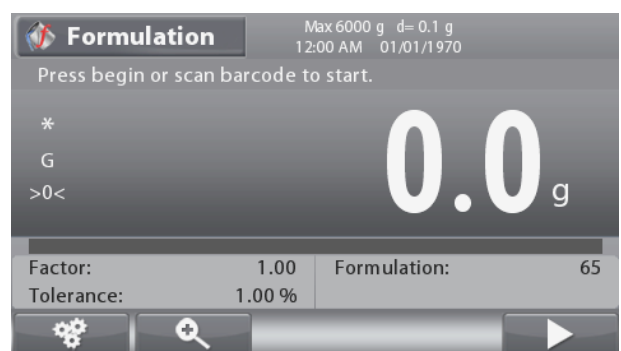 Formulation
Max 6000 g d= 0.1 g
12:00 AM 01/01/1970
Press begin or scan barcode to start.
*
G
>0<
0.0 g
Factor: 1.00
Tolerance: 1.00 %
Formulation: 65